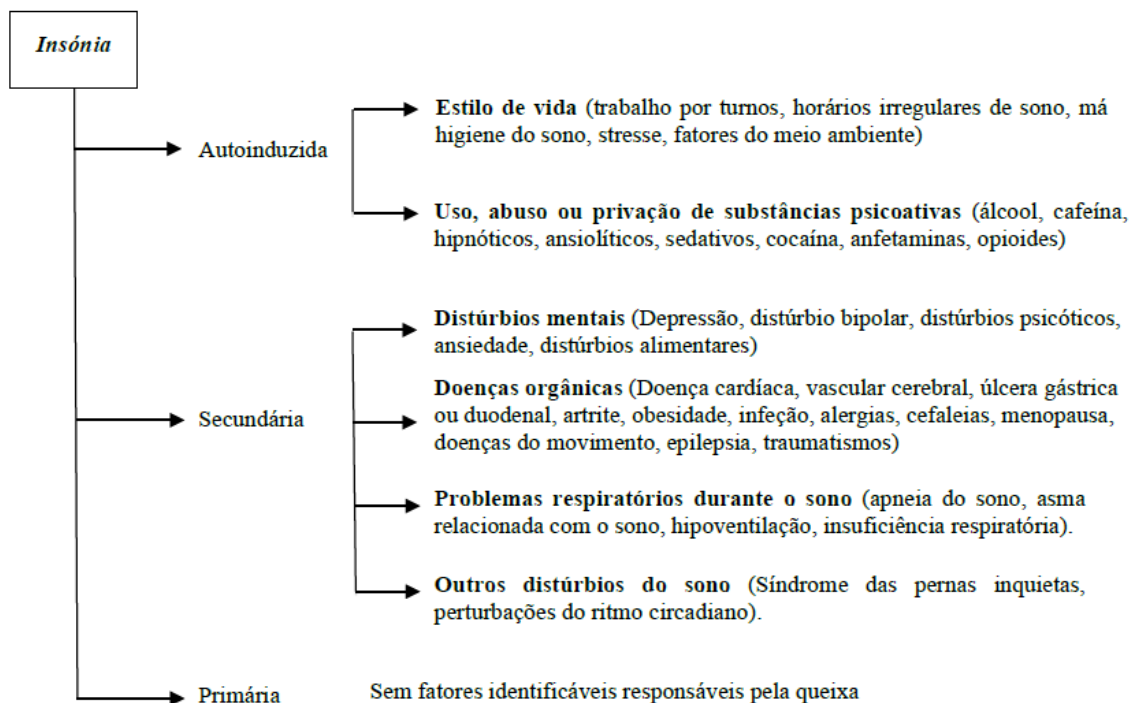 Insónia
Autoinduzida
Estilo de vida (trabalho por turnos, horários irregulares de sono, má
higiene do sono, stresse, fatores do meio ambiente)
Uso, abuso ou privação de substâncias psicoativas (álcool, cafeína,
hipnóticos, ansiolíticos, sedativos, cocaína, anfetaminas, opioides)
Secundária
Distúrbios mentais (Depressão, distúrbio bipolar, distúrbios psicóticos,
ansiedade, distúrbios alimentares)
Doenças orgânicas (Doença cardíaca, vascular cerebral, úlcera gástrica
ou duodenal, artrite, obesidade, infeção, alergias, cefaleias, menopausa,
doenças do movimento, epilepsia, traumatismos)
Problemas respiratórios durante o sono (apneia do sono, asma
relacionada com o sono, hipoventilação, insuficiência respiratória).
Outros distúrbios do sono (Síndrome das pernas inquietas,
perturbações do ritmo circadiano).
Primária
Sem fatores identificáveis responsáveis pela queixa